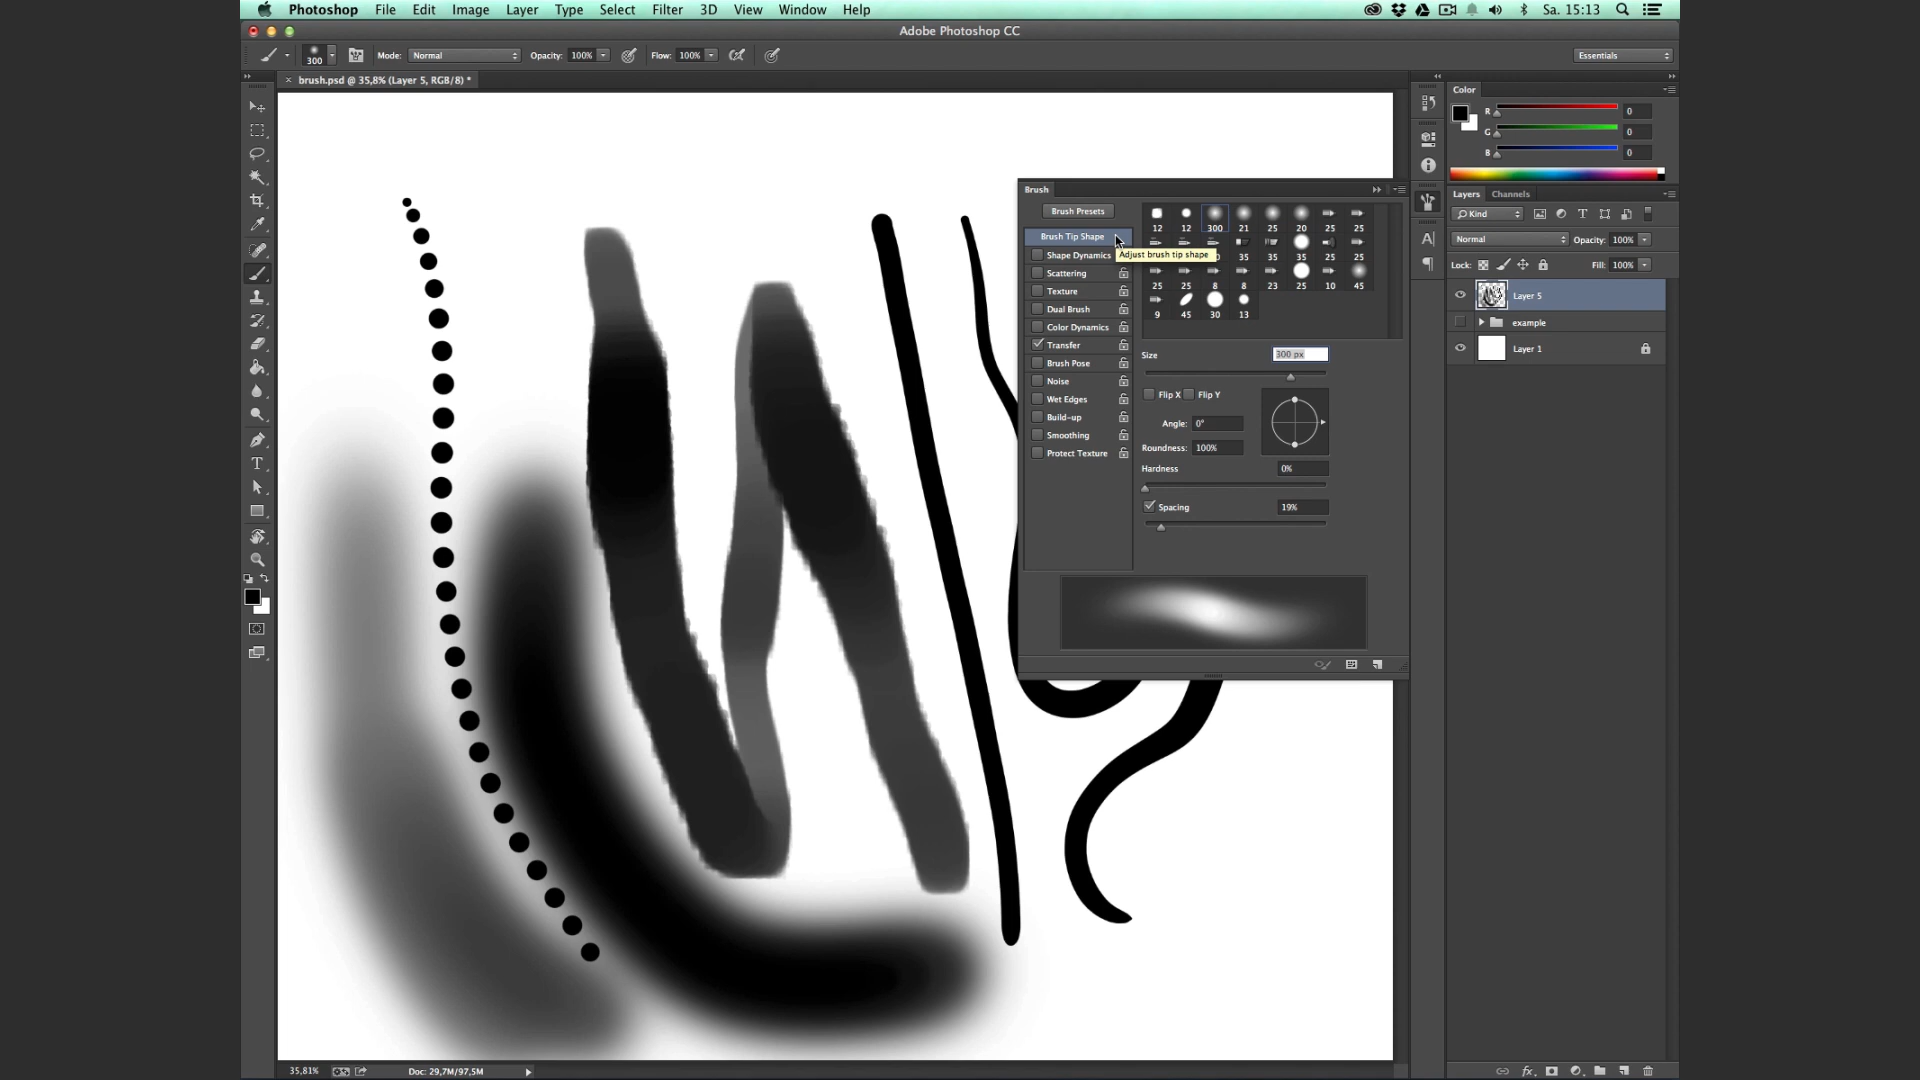 Photoshop File Edit Image Layer Type Select Filter 3D View Window Help Sa. 15:13
Adobe Photoshop CC
300 Mode: Normal Opacity: 100% Flow: 100% Essentials
× brush.psd @ 35,8% (Layer 5, RGB/8) *
Color
R 0
G 0
B 0
Layers Channels
Kind
Normal Opacity: 100%
Lock: Fill: 100%
Layer 5
example
Layer 1
Brush
Brush Presets
Brush Tip Shape
Shape Dynamics
Scattering
Texture
Dual Brush
Color Dynamics
Transfer
Brush Pose
Noise
Wet Edges
Build-up
Smoothing
Protect Texture
12 12 300 21 25 20 25 25
35 35 35 25 25
25 25 8 8 23 25 10 45
9 45 30 13
Adjust brush tip shape
Size 300 px
Flip X Flip Y
Angle: 0°
Roundness: 100%
Hardness 0%
Spacing 19%
35,81% Doc: 29,7M/97,5M